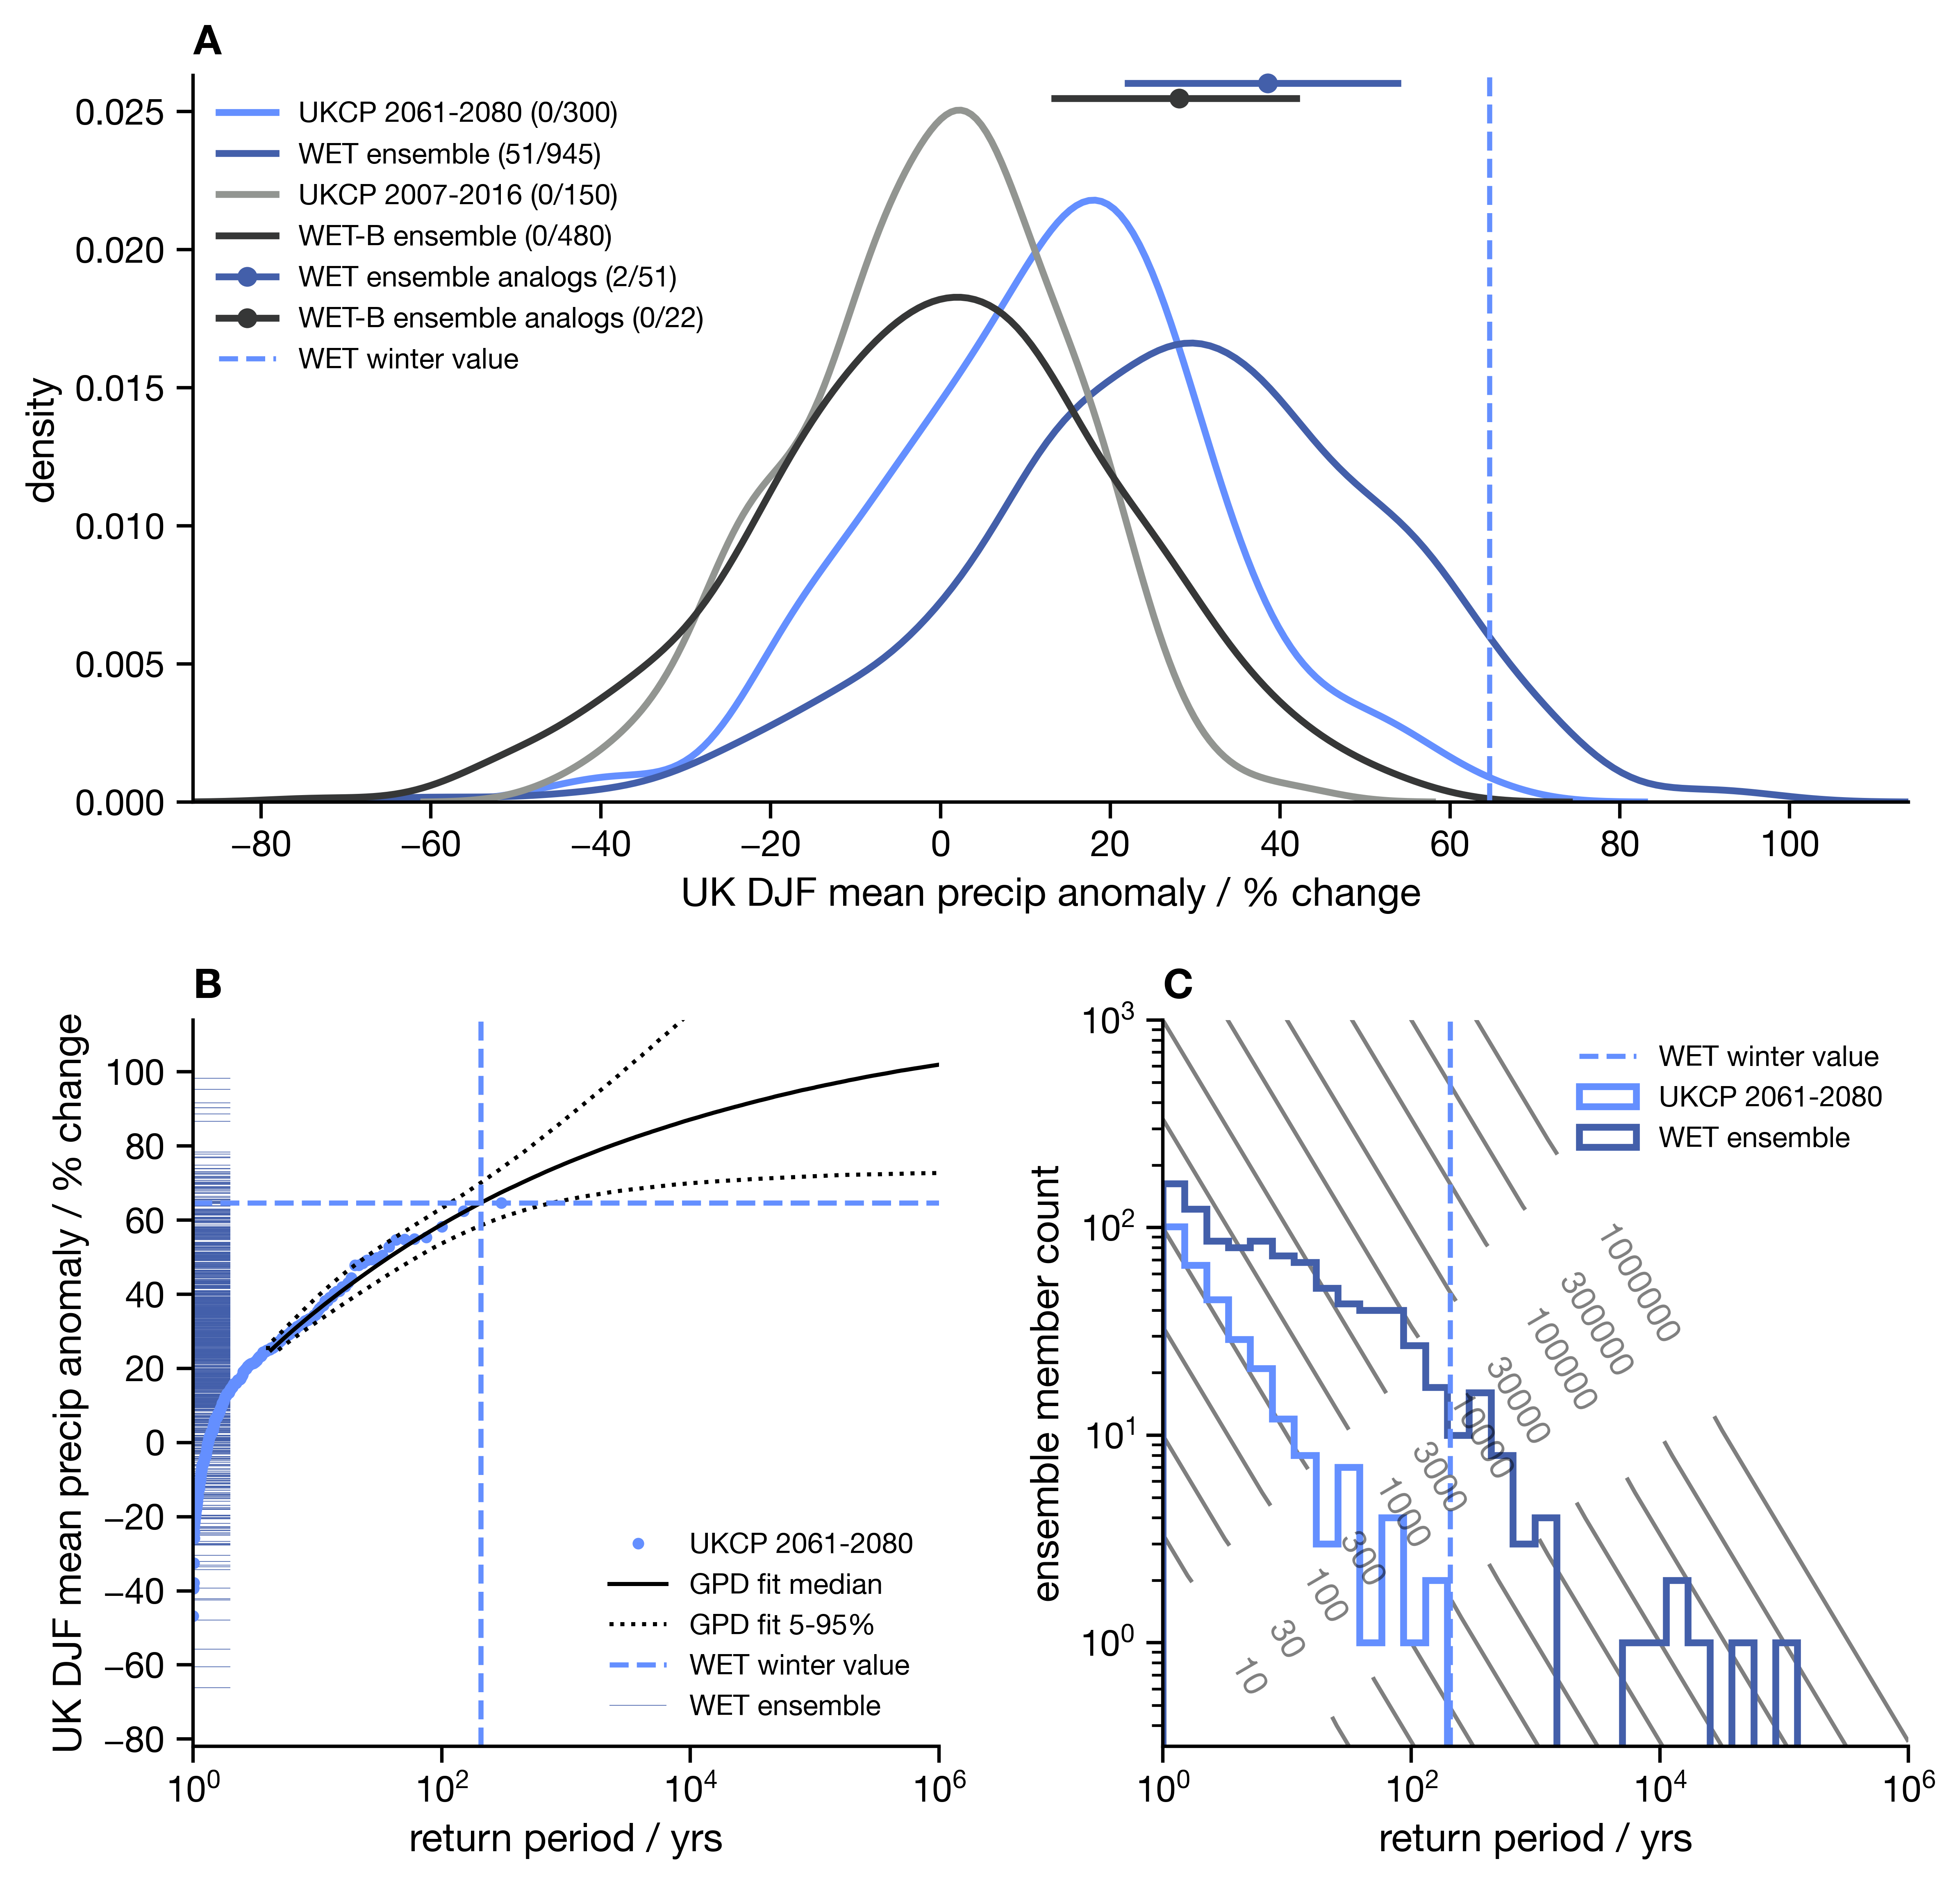 A
density
0.025
0.020
0.015
0.010
0.005
0.000
UKCP 2061-2080 (0/300)
WET ensemble (51/945)
UKCP 2007-2016 (0/150)
WET-B ensemble (0/480)
WET ensemble analogs (2/51)
WET-B ensemble analogs (0/22)
WET winter value
−80 −60 −40 −20 0 20 40 60 80 100
UK DJF mean precip anomaly / % change
B
UK DJF mean precip anomaly / % change
100
80
60
40
20
0
−20
−40
−60
−80
UKCP 2061-2080
GPD fit median
GPD fit 5-95%
WET winter value
WET ensemble
10^0 10^2 10^4 10^6
return period / yrs
C
ensemble member count
10^3
10^2
10^1
10^0
WET winter value
UKCP 2061-2080
WET ensemble
1000000
300000
100000
30000
10000
3000
1000
300
100
30
10
10^0 10^2 10^4 10^6
return period / yrs